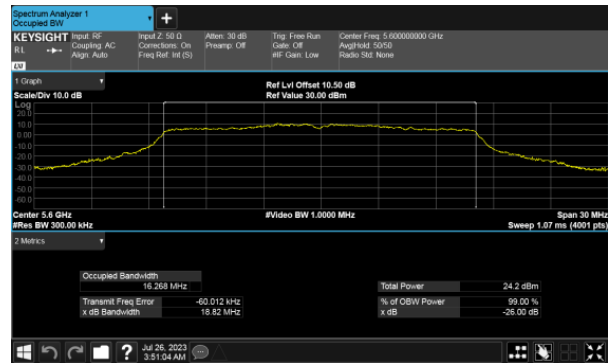 Spectrum Analyzer 1
Occupied BW
KEYSIGHT
RL
Input: RF
Coupling: AC
Align: Auto
Input Z: 50 Ω
Corrections: On
Freq Ref: Int (S)
Atten: 30 dB
Preamp: Off
Trig: Free Run
Gate: Off
#IF Gain: Low
Center Freq: 5.600000000 GHz
Avg|Hold: 50/50
Radio Std: None
1 Graph
Scale/Div 10.0 dB
Ref Lvl Offset 10.50 dB
Ref Value 30.00 dBm
Log
20.0
10.0
0.00
-10.0
-20.0
-30.0
-40.0
-50.0
-60.0
Center 5.6 GHz
#Res BW 300.00 kHz
#Video BW 1.0000 MHz
Span 30 MHz
Sweep 1.07 ms (4001 pts)
2 Metrics
Occupied Bandwidth
16.268 MHz
Transmit Freq Error -60.012 kHz
x dB Bandwidth 18.82 MHz
Total Power 24.2 dBm
% of OBW Power 99.00 %
x dB -26.00 dB
Jul 26, 2023
3:51:04 AM